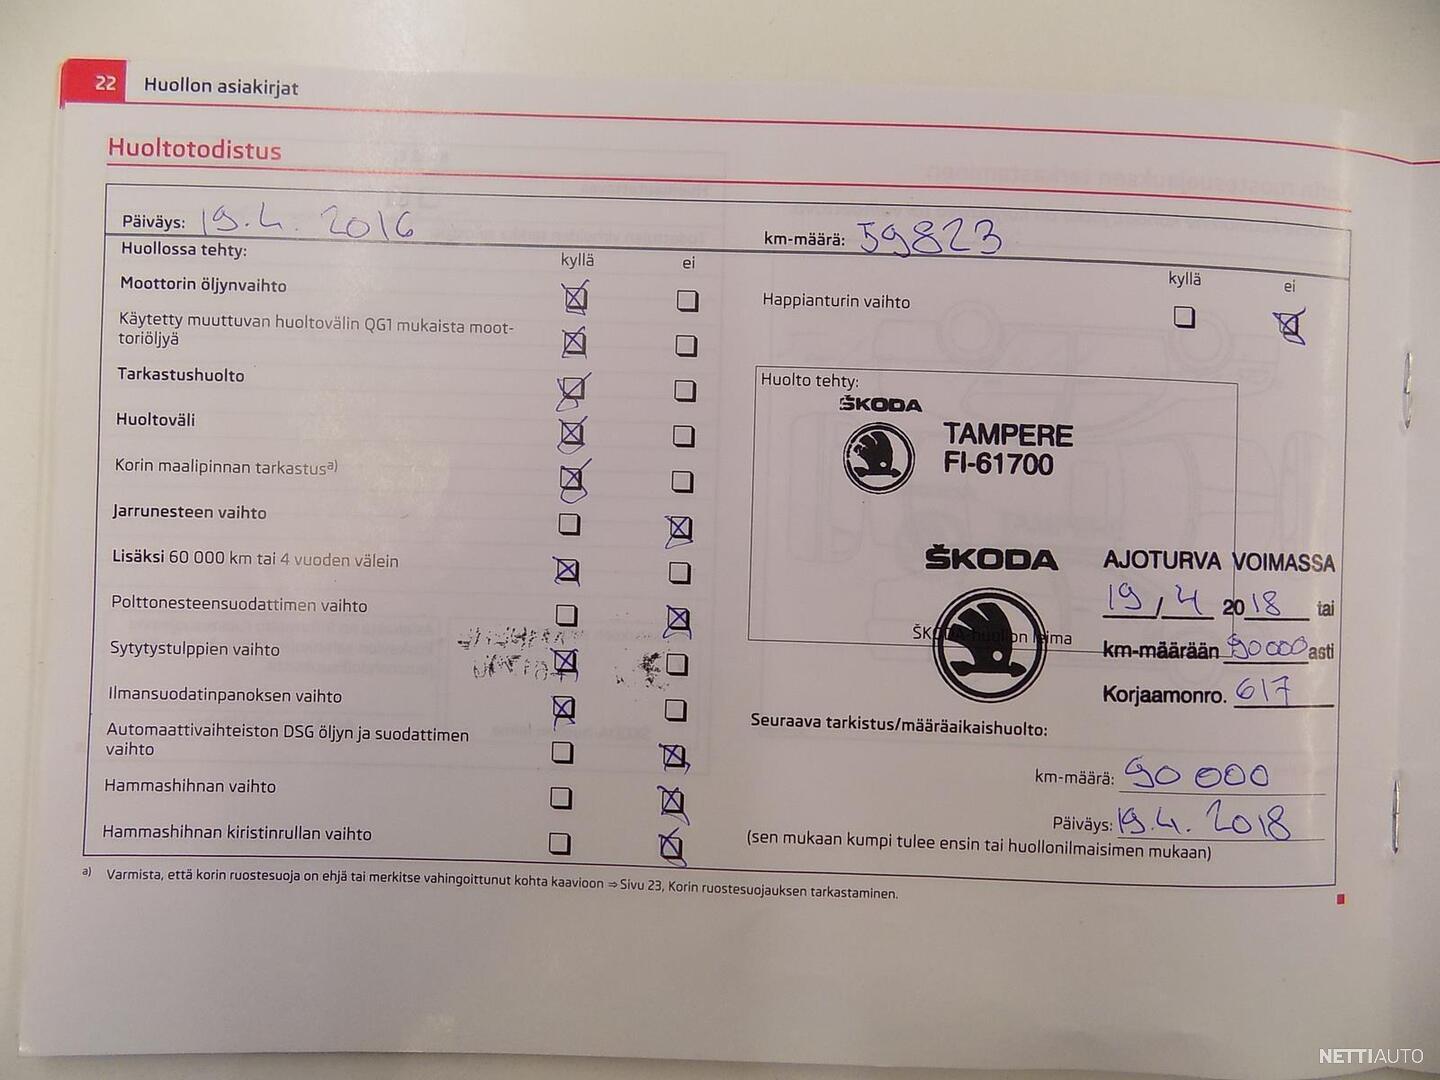 22 Huollon asiakirjat
Huoltotodistus
Päiväys: 19.4. 2016
km-määrä: 59823
Huollossa tehty:
kyllä ei
Moottorin öljynvaihto
Käytetty muuttuvan huoltovälin QG1 mukaista moot-
toriöljyä
Tarkastushuolto
Huoltoväli
Korin maalipinnan tarkastusa)
Jarrunesteen vaihto
Lisäksi 60 000 km tai 4 vuoden välein
Polttonesteensuodattimen vaihto
Sytytystulppien vaihto
Ilmansuodatinpanoksen vaihto
Automaattivaihteiston DSG öljyn ja suodattimen
vaihto
Hammashihnan vaihto
Hammashihnan kiristinrullan vaihto
kyllä ei
Happianturin vaihto
Huolto tehty:
ŠKODA
TAMPERE
FI-61700
ŠKODA
AJOTURVA VOIMASSA
19 / 4 2018 tai
ŠKODA-huollon leima
km-määrään 90000 asti
Korjaamonro. 617
Seuraava tarkistus/määräaikaishuolto:
km-määrä: 90 000
Päiväys: 19.4. 2018
(sen mukaan kumpi tulee ensin tai huollonilmaisimen mukaan)
a) Varmista, että korin ruostesuoja on ehjä tai merkitse vahingoittunut kohta kaavioon ⇒ Sivu 23, Korin ruostesuojauksen tarkastaminen.
NETTIAUTO